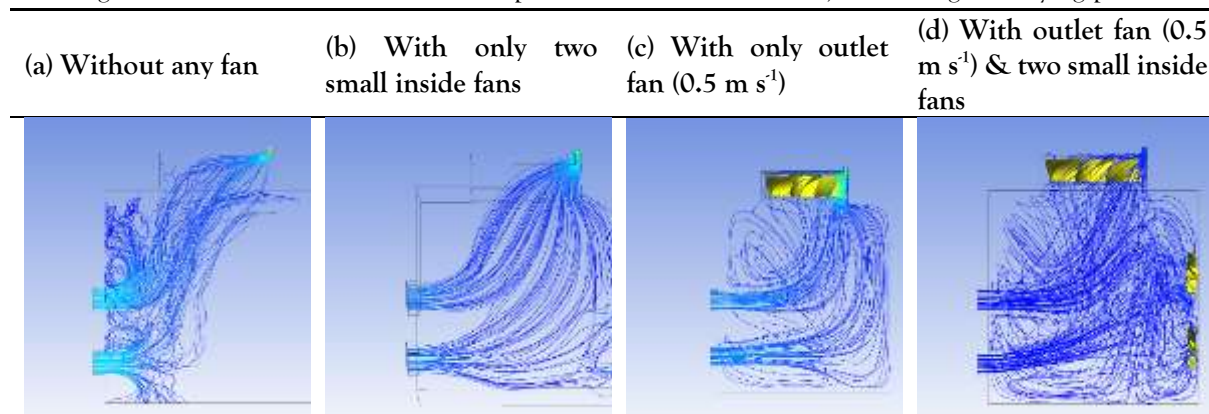 (a) Without any fan
(b) With only two
small inside fans
(c) With only outlet
fan (0.5 m s⁻¹)
(d) With outlet fan (0.5
m s⁻¹) & two small inside
fans